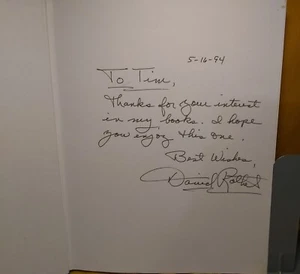 5-16-94
To Tim,
Thanks for your interest
in my books. I hope
you enjoy this one.
Best Wishes,
Daniel